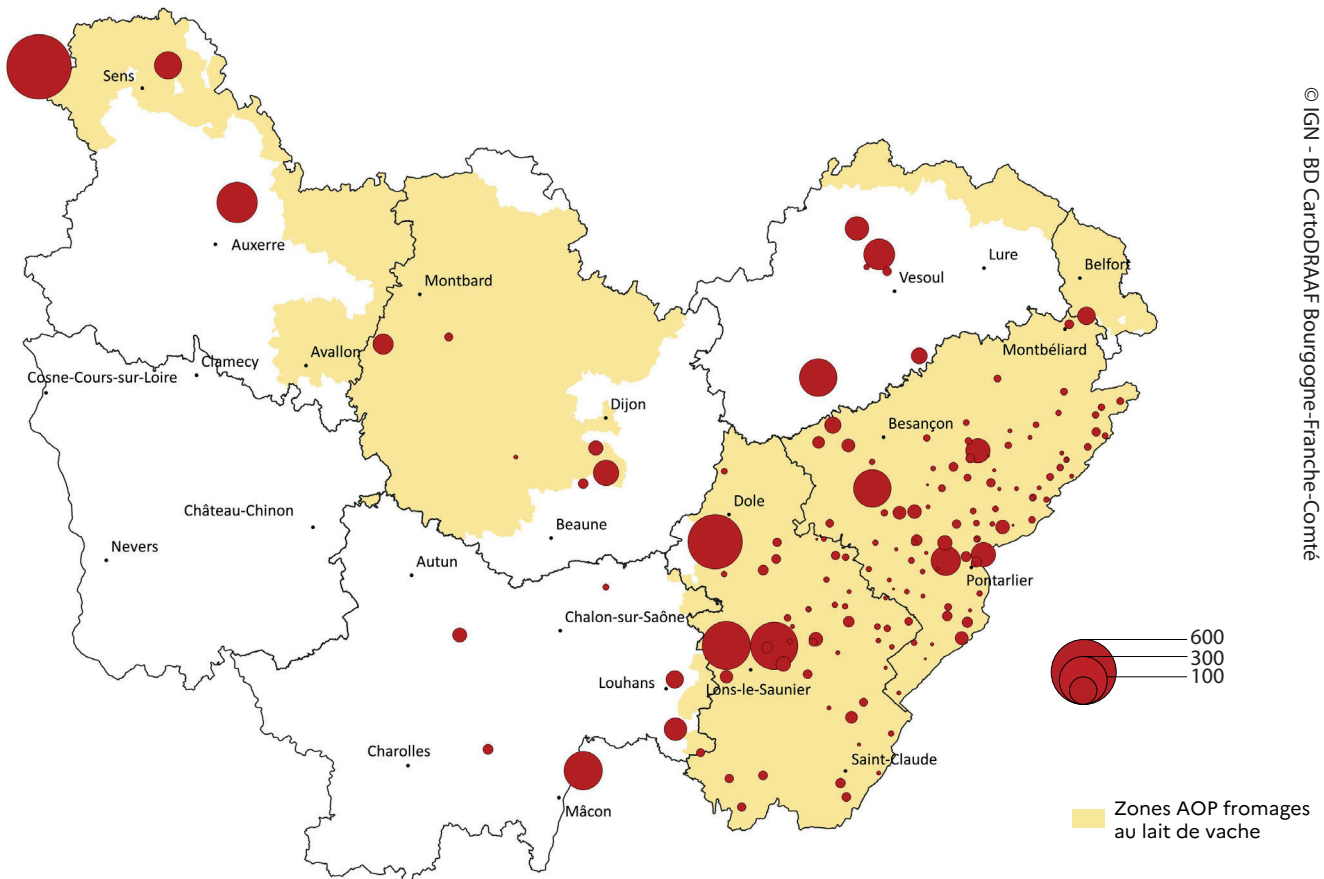 Sens
Auxerre
Montbard
Avallon
Clamecy
Cosne-Cours-sur-Loire
Dijon
Vesoul
Lure
Belfort
Montbéliard
Besançon
Château-Chinon
Nevers
Beaune
Dole
Autun
Pontarlier
Chalon-sur-Saône
Louhans
Lons-le-Saunier
Charolles
Saint-Claude
Mâcon
600
300
100
Zones AOP fromages
au lait de vache
© IGN - BD CartoDRAAF Bourgogne-Franche-Comté